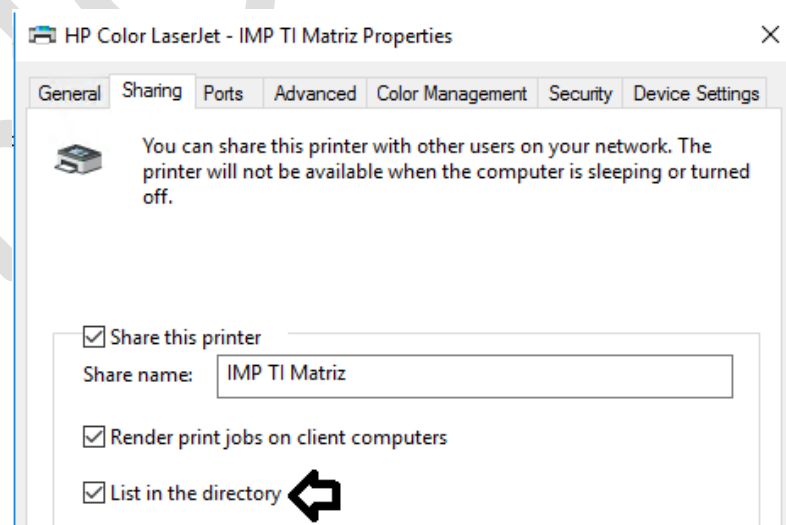 HP Color LaserJet - IMP TI Matriz Properties
General Sharing Ports Advanced Color Management Security Device Settings
You can share this printer with other users on your network. The
printer will not be available when the computer is sleeping or turned
off.
Share this printer
Share name: IMP TI Matriz
Render print jobs on client computers
List in the directory